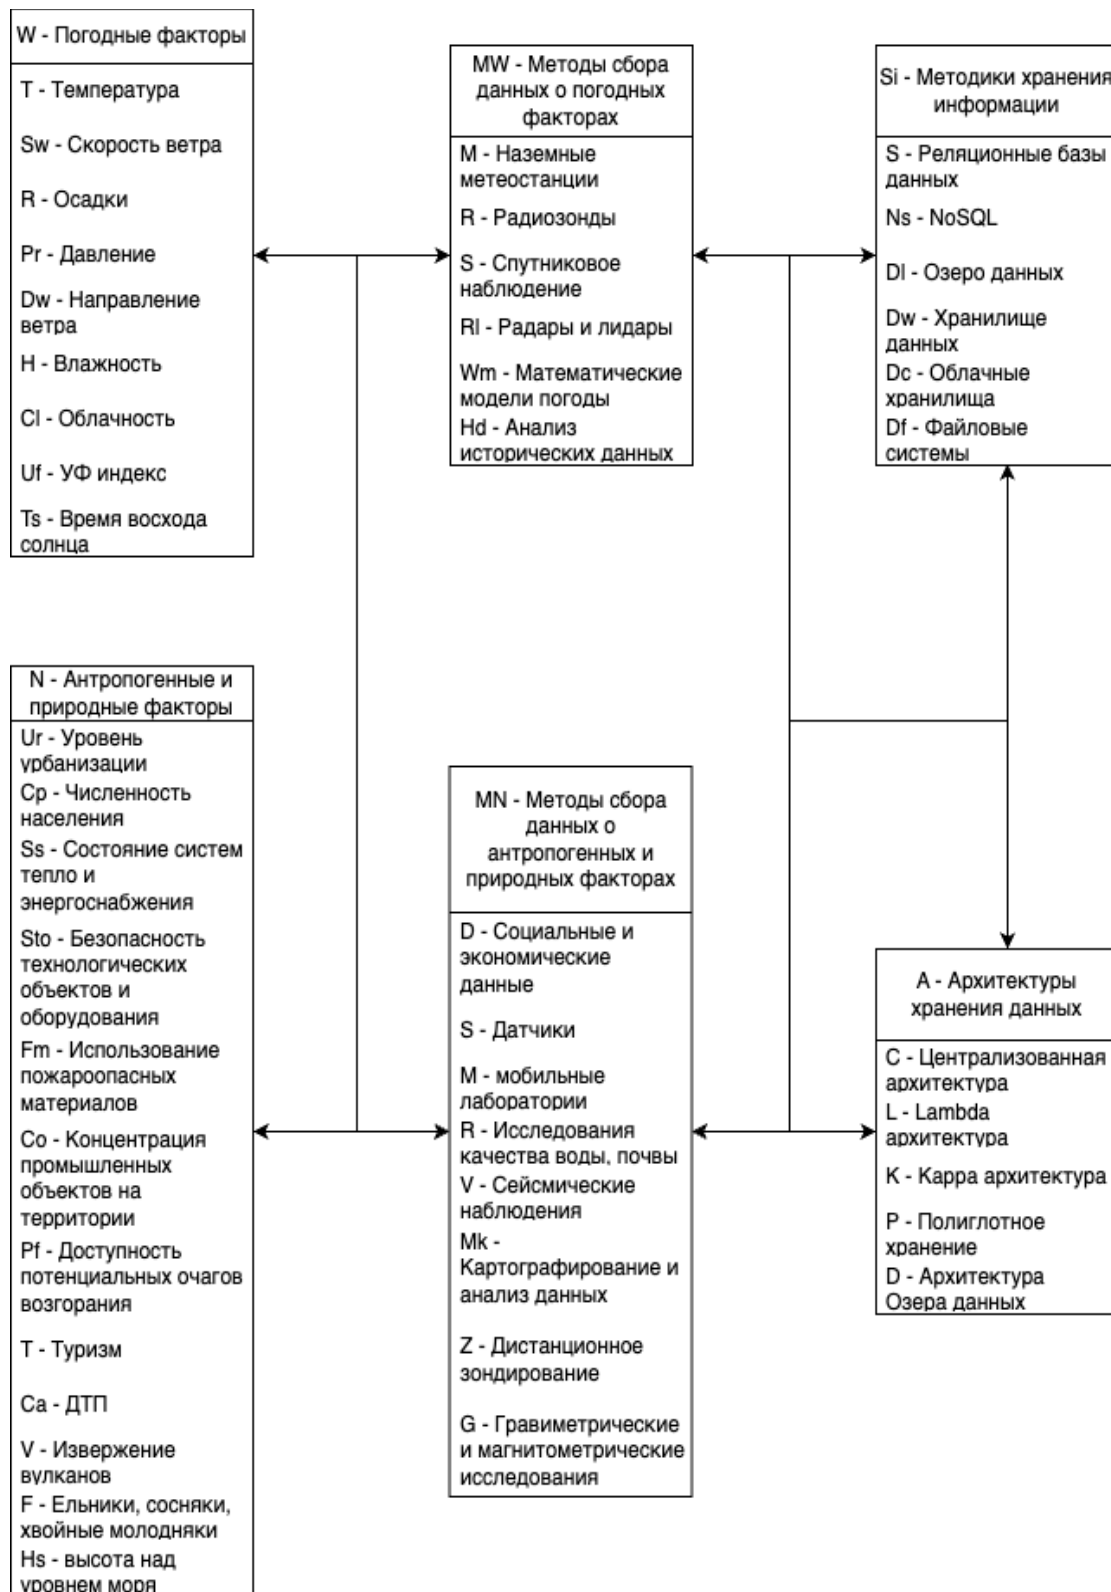 W - Погодные факторы
T - Температура
Sw - Скорость ветра
R - Осадки
Pr - Давление
Dw - Направление
ветра
H - Влажность
Cl - Облачность
Uf - УФ индекс
Ts - Время восхода
солнца
MW - Методы сбора
данных о погодных
факторах
M - Наземные
метеостанции
R - Радиозонды
S - Спутниковое
наблюдение
Rl - Радары и лидары
Wm - Математические
модели погоды
Hd - Анализ
исторических данных
Si - Методики хранения
информации
S - Реляционные базы
данных
Ns - NoSQL
Dl - Озеро данных
Dw - Хранилище
данных
Dc - Облачные
хранилища
Df - Файловые
системы
N - Антропогенные и
природные факторы
Ur - Уровень
урбанизации
Cp - Численность
населения
Ss - Состояние систем
тепло и
энергоснабжения
Sto - Безопасность
технологических
объектов и
оборудования
Fm - Использование
пожароопасных
материалов
Co - Концентрация
промышленных
объектов на
территории
Pf - Доступность
потенциальных очагов
возгорания
T - Туризм
Ca - ДТП
V - Извержение
вулканов
F - Ельники, сосняки,
хвойные молодняки
Hs - высота над
уровнем моря
MN - Методы сбора
данных о
антропогенных и
природных факторах
D - Социальные и
экономические
данные
S - Датчики
M - мобильные
лаборатории
R - Исследования
качества воды, почвы
V - Сейсмические
наблюдения
Mk -
Картографирование и
анализ данных
Z - Дистанционное
зондирование
G - Гравиметрические
и магнитометрические
исследования
A - Архитектуры
хранения данных
C - Централизованная
архитектура
L - Lambda
архитектура
K - Kappa архитектура
P - Полиглотное
хранение
D - Архитектура
Озера данных